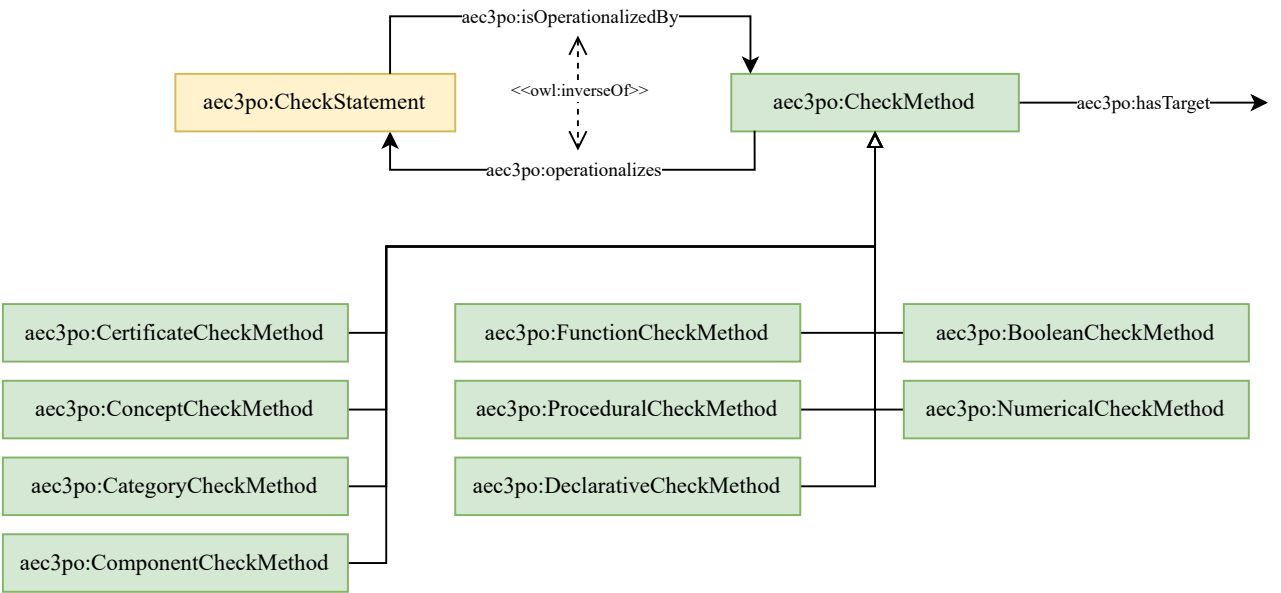 aec3po:isOperationalizedBy
<<owl:inverseOf>>
aec3po:CheckStatement
aec3po:CheckMethod
aec3po:hasTarget
aec3po:operationalizes
aec3po:CertificateCheckMethod
aec3po:FunctionCheckMethod
aec3po:BooleanCheckMethod
aec3po:ConceptCheckMethod
aec3po:ProceduralCheckMethod
aec3po:NumericalCheckMethod
aec3po:CategoryCheckMethod
aec3po:DeclarativeCheckMethod
aec3po:ComponentCheckMethod